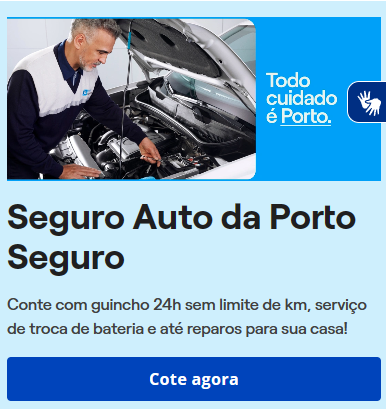 Todo
cuidado
é Porto.
Seguro Auto da Porto
Seguro
Conte com guincho 24h sem limite de km, serviço
de troca de bateria e até reparos para sua casa!
Cote agora